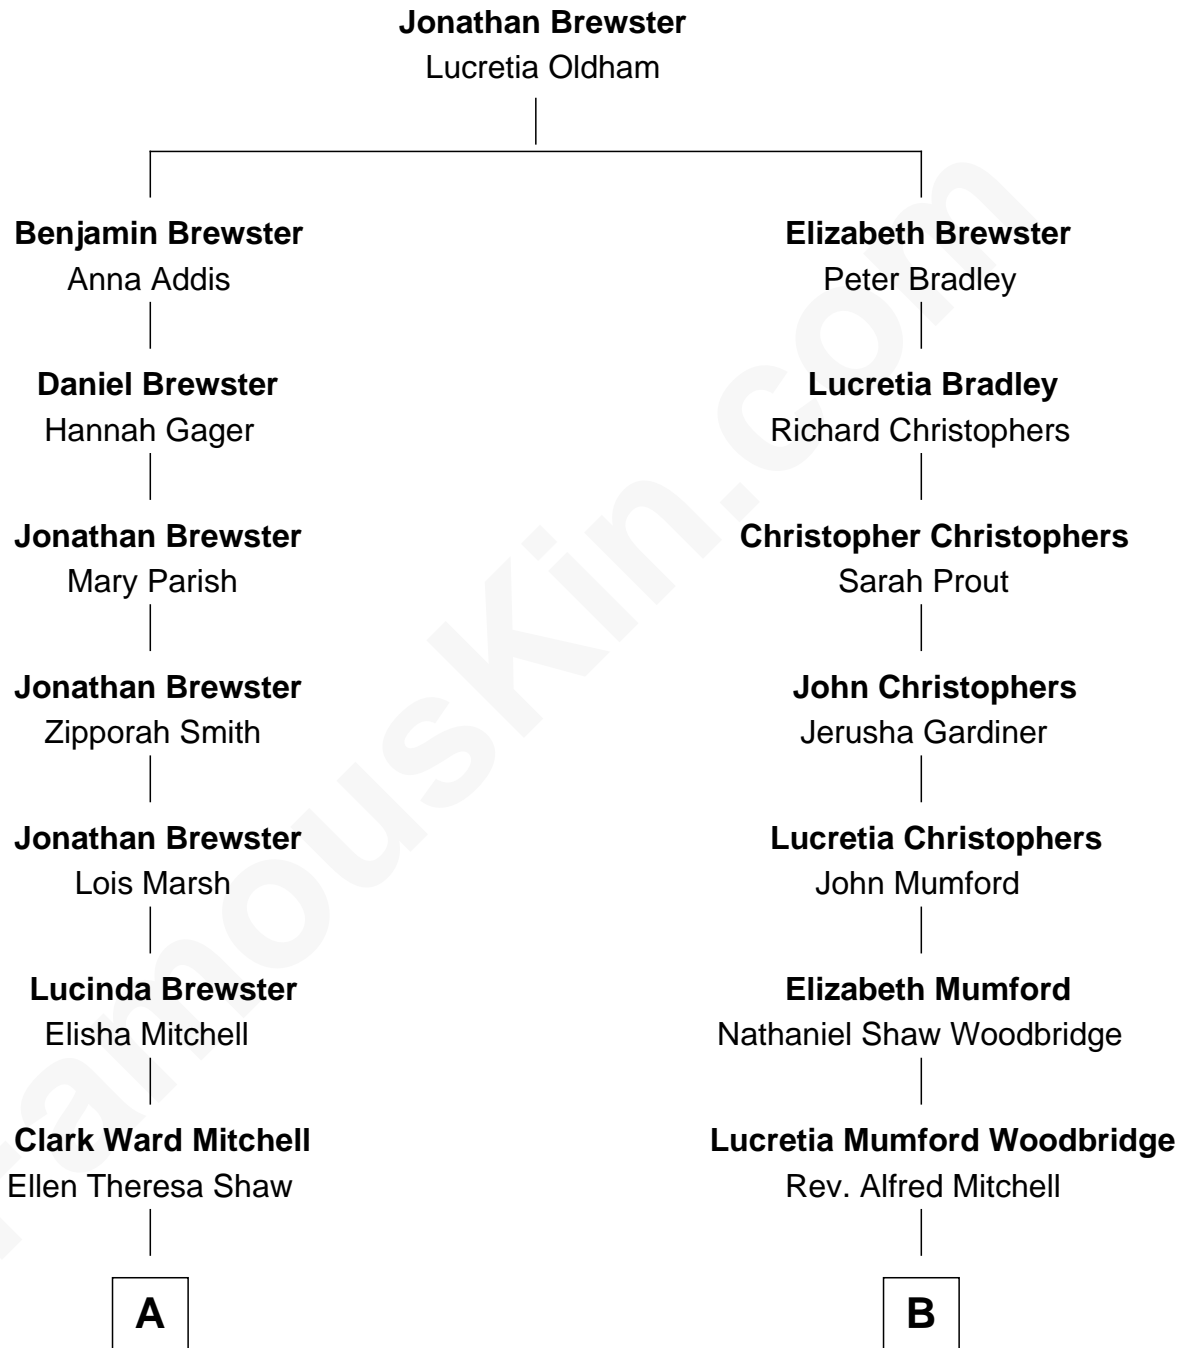 Jonathan Brewster
Lucretia Oldham
Benjamin Brewster
Anna Addis
Daniel Brewster
Hannah Gager
Jonathan Brewster
Mary Parish
Jonathan Brewster
Zipporah Smith
Jonathan Brewster
Lois Marsh
Lucinda Brewster
Elisha Mitchell
Clark Ward Mitchell
Ellen Theresa Shaw
A
Elizabeth Brewster
Peter Bradley
Lucretia Bradley
Richard Christophers
Christopher Christophers
Sarah Prout
John Christophers
Jerusha Gardiner
Lucretia Christophers
John Mumford
Elizabeth Mumford
Nathaniel Shaw Woodbridge
Lucretia Mumford Woodbridge
Rev. Alfred Mitchell
B
FamousKin.com